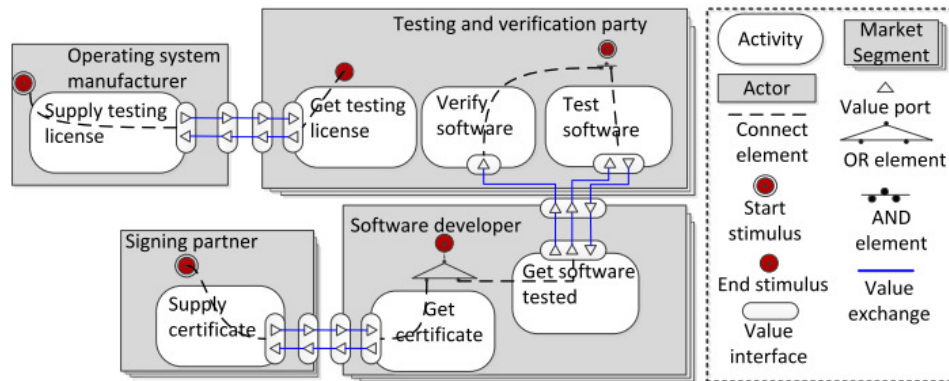 Testing and verification party
Operating system
manufacturer
Supply testing
license
Get testing
license
Verify
software
Test
software
Signing partner
Supply
certificate
Software developer
Get
certificate
Get software
tested
Activity
Market
Segment
Actor
Value port
Connect
element
OR element
Start
stimulus
AND
element
End stimulus
Value
exchange
Value
interface